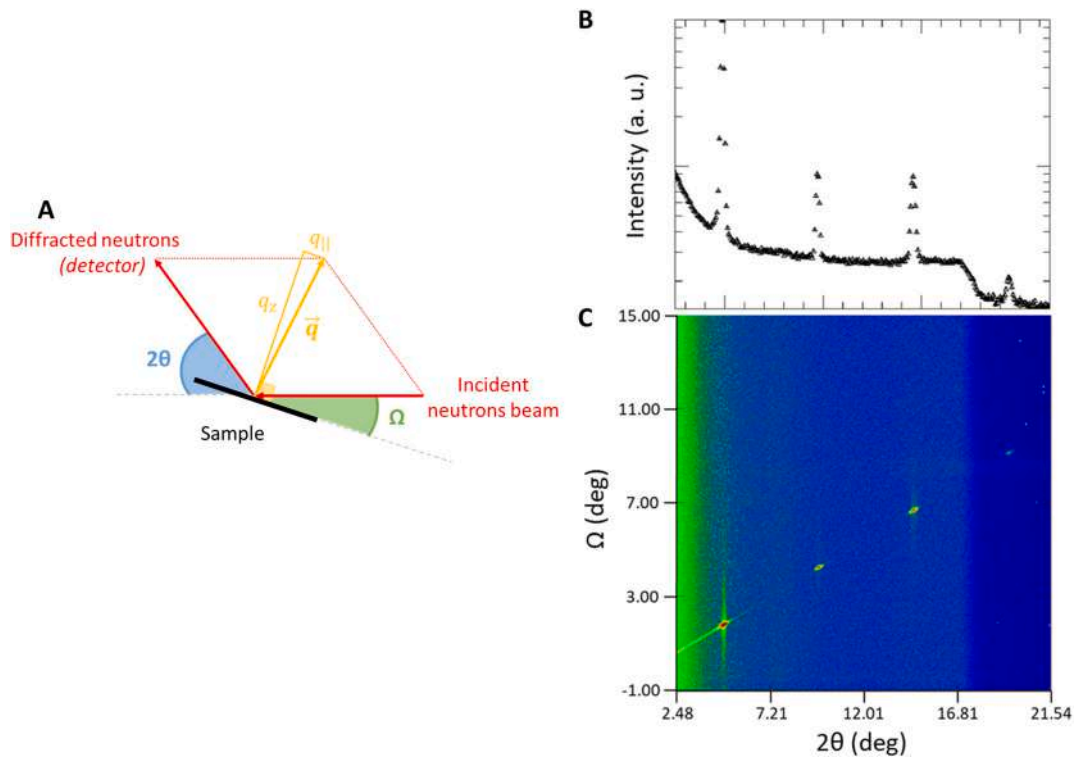 A
Diffracted neutrons
(detector)
q||
qz
q⃗
2θ
Ω
Sample
Incident
neutrons beam
B
Intensity (a. u.)
C
15.00
11.00
7.00
3.00
-1.00
Ω (deg)
2.48 7.21 12.01 16.81 21.54
2θ (deg)